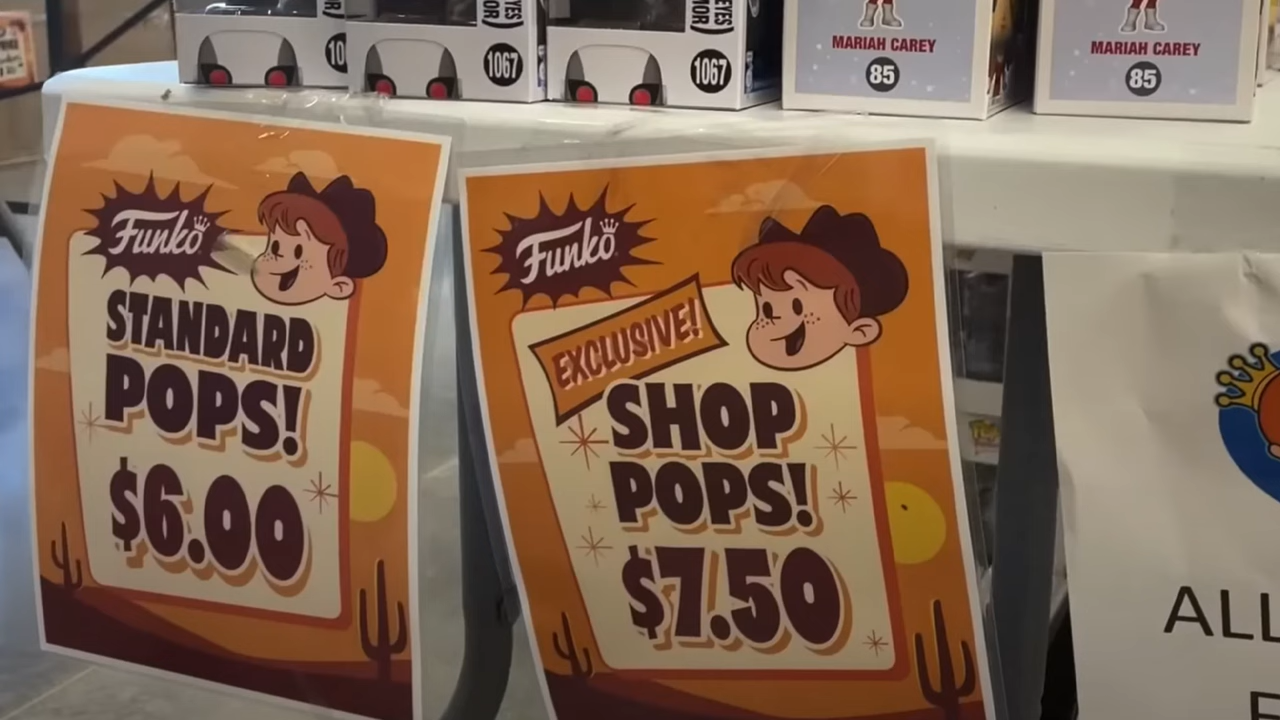 1067
1067
MARIAH CAREY
85
MARIAH CAREY
85
Funko
STANDARD
POPS!
$6.00
Funko
EXCLUSIVE!
SHOP
POPS!
$7.50
ALL